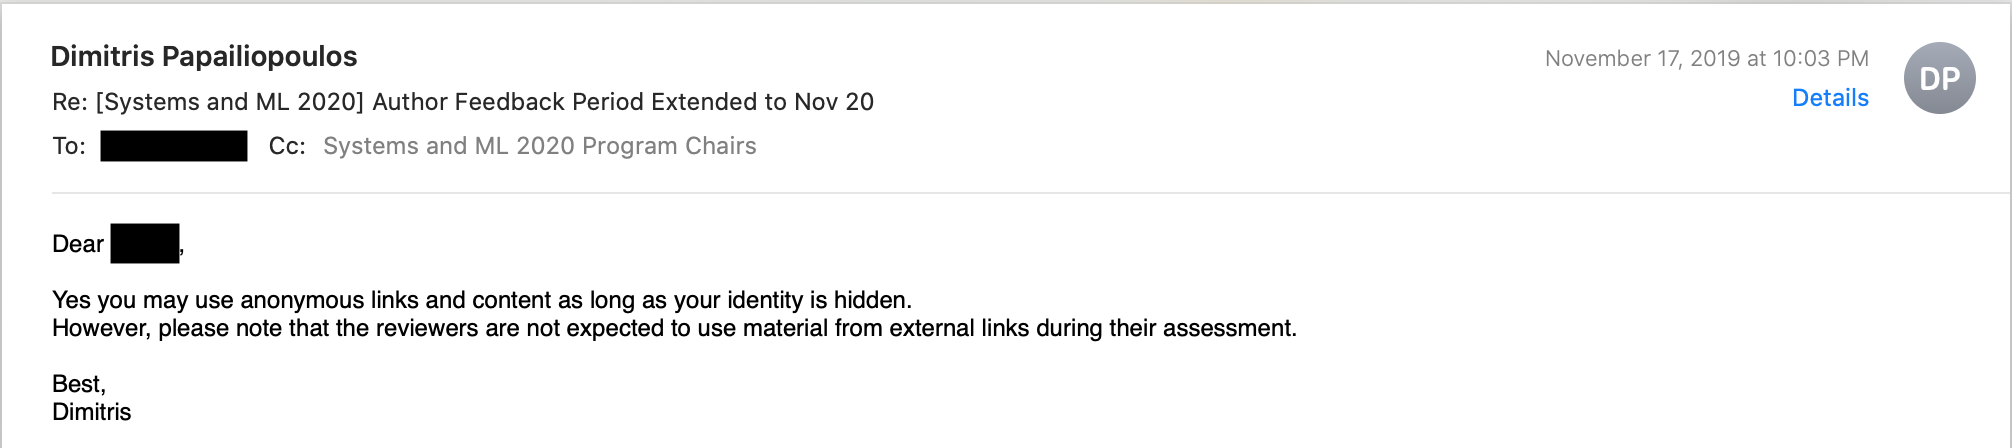 Dimitris Papailiopoulos
November 17, 2019 at 10:03 PM
DP
Re: [Systems and ML 2020] Author Feedback Period Extended to Nov 20
Details
To: Cc: Systems and ML 2020 Program Chairs
Dear ,
Yes you may use anonymous links and content as long as your identity is hidden.
However, please note that the reviewers are not expected to use material from external links during their assessment.
Best,
Dimitris